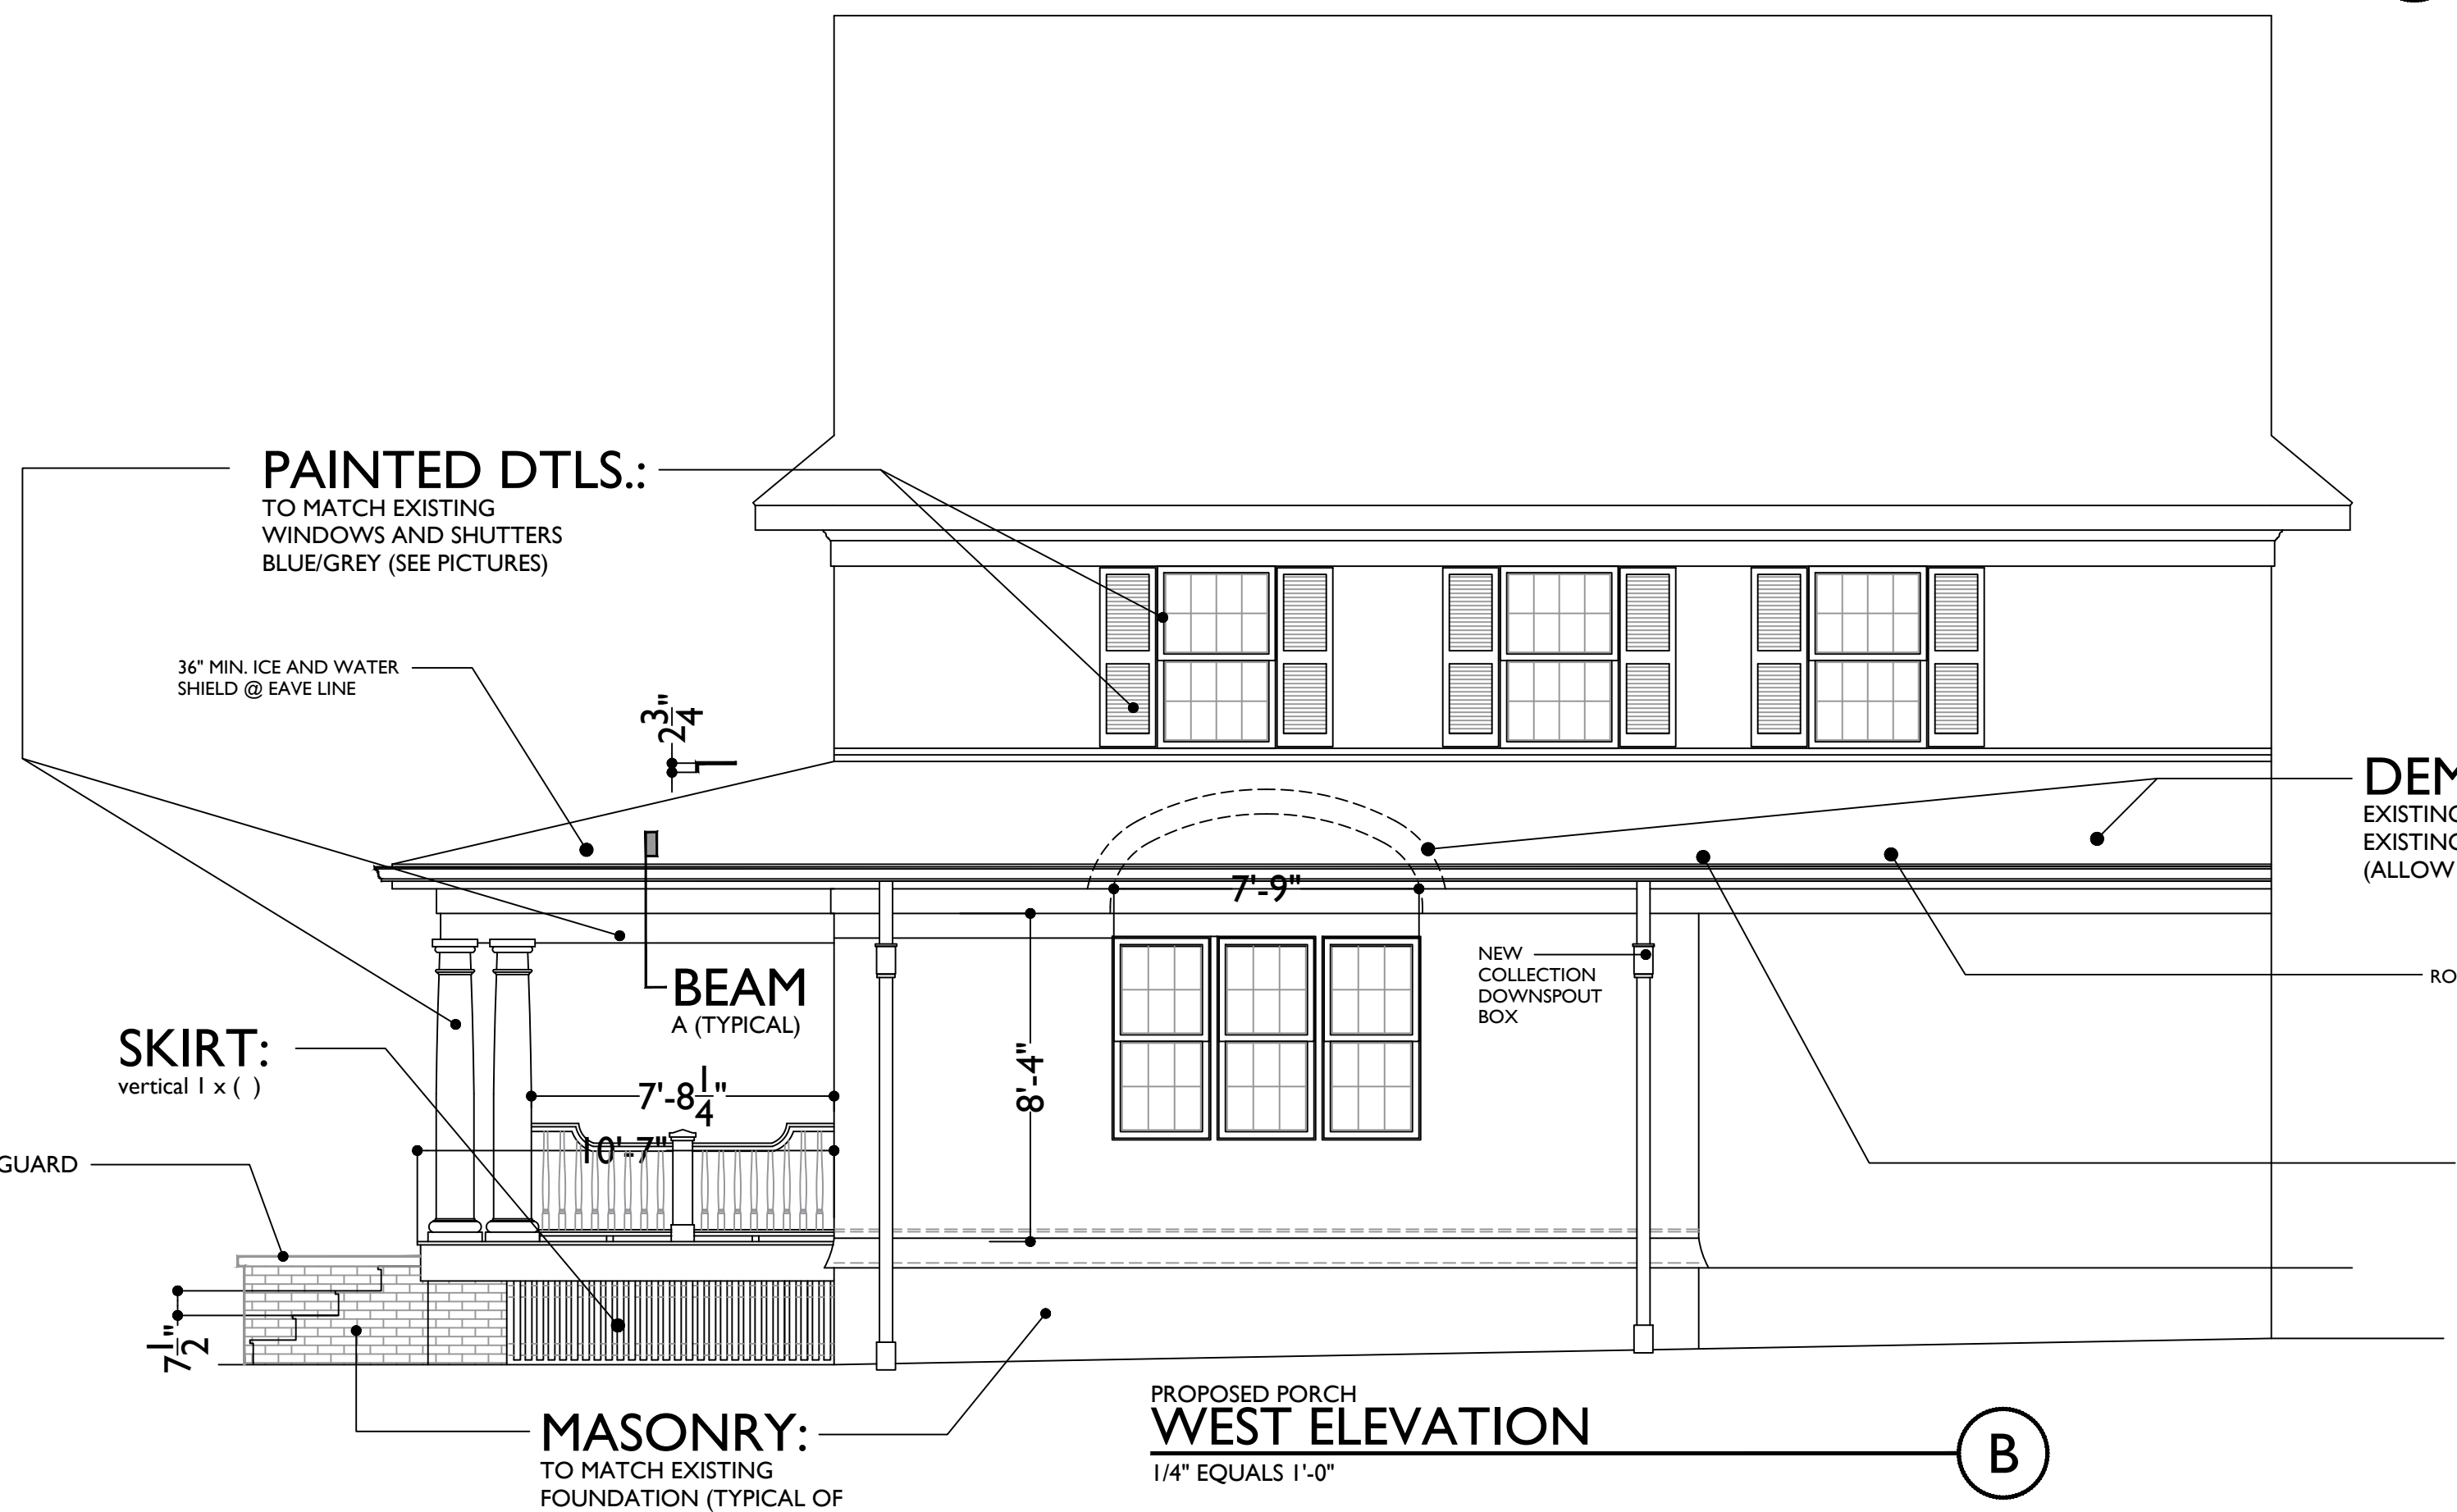 PAINTED DTLS.:
TO MATCH EXISTING
WINDOWS AND SHUTTERS
BLUE/GREY (SEE PICTURES)
36" MIN. ICE AND WATER
SHIELD @ EAVE LINE
2 3/4"
1
DEM
EXISTING
EXISTING
(ALLOW
7'-9"
NEW
COLLECTION
DOWNSPOUT
BOX
RO
BEAM
A (TYPICAL)
SKIRT:
vertical 1 x ( )
8'-4"
7'-8 1/4"
10'-7"
GUARD
7 1/2"
MASONRY:
TO MATCH EXISTING
FOUNDATION (TYPICAL OF
PROPOSED PORCH
WEST ELEVATION
1/4" EQUALS 1'-0"
B